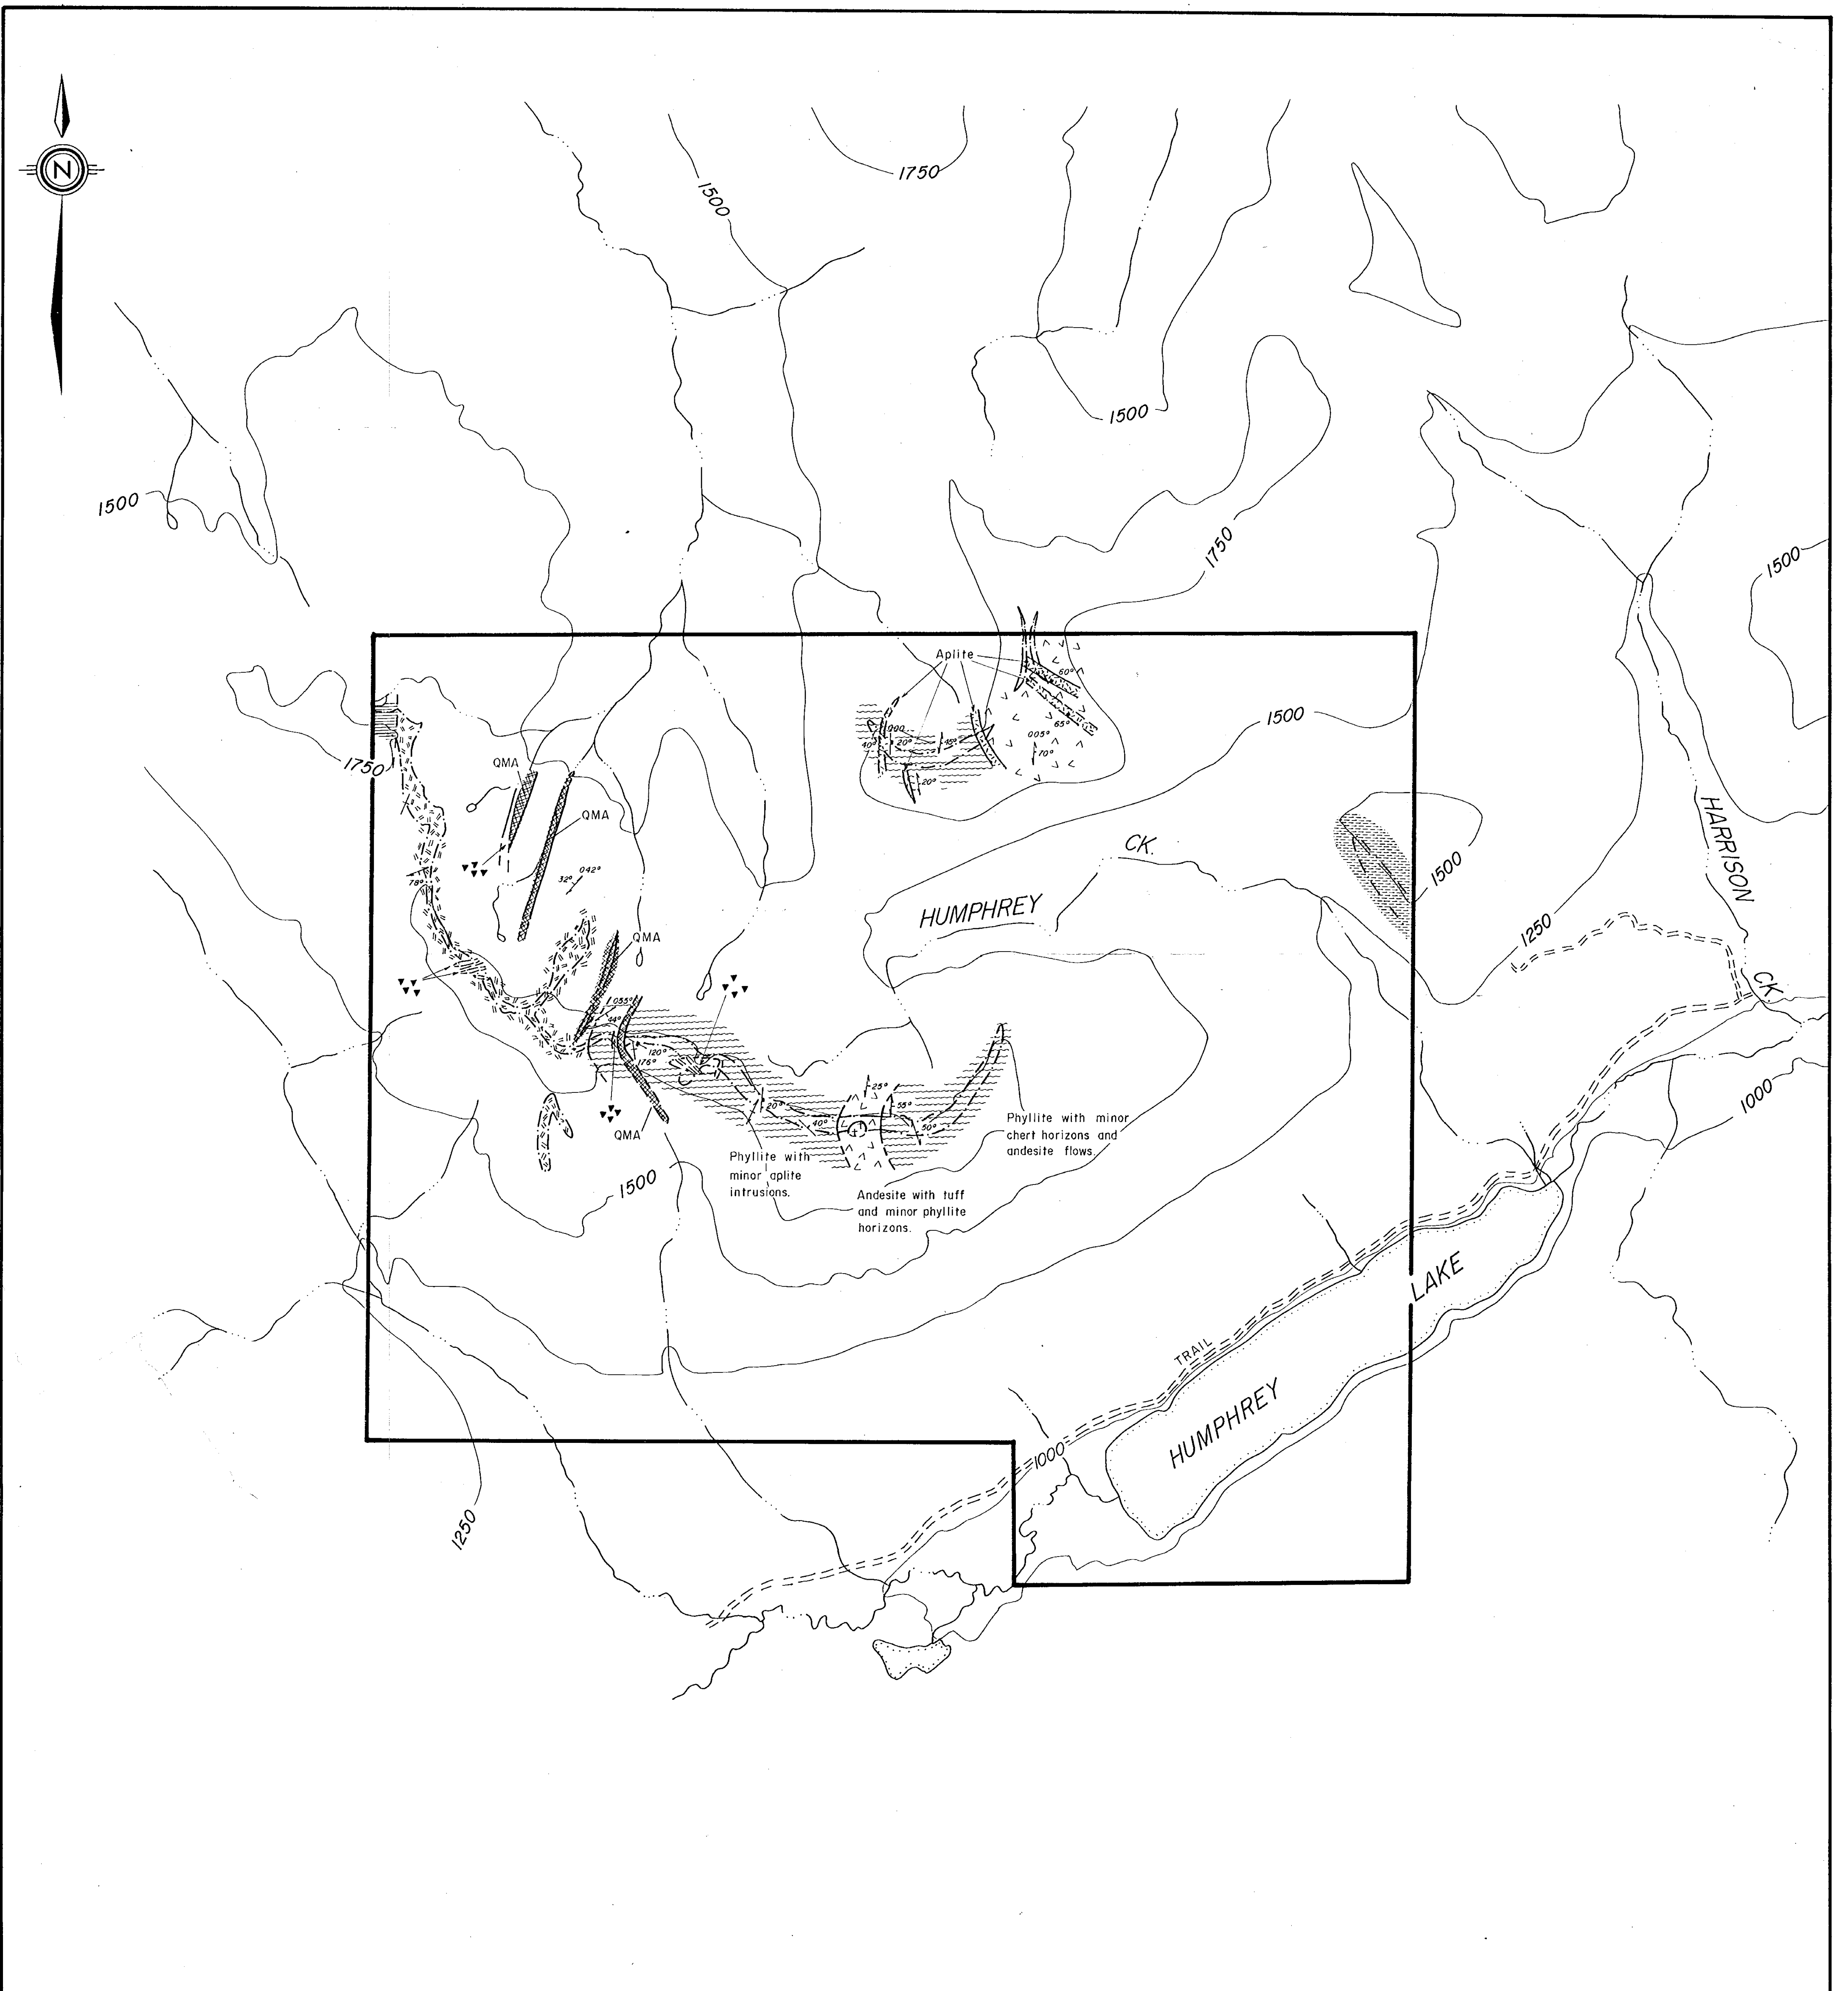 N
1750
1500
1500
1500
1750
1500
Aplite
60°
65°
000
40°
20°
45°
005°
70°
20°
1500
1750
QMA
QMA
HARRISON
CK.
32°
042°
78°
1500
HUMPHREY
1250
QMA
CK
055°
44°
120°
176°
25°
20°
55°
40°
50°
1000
Phyllite with minor
chert horizons and
andesite flows.
QMA
Phyllite with
minor aplite
intrusions.
1500
Andesite with tuff
and minor phyllite
horizons.
LAKE
TRAIL
HUMPHREY
1000
1250